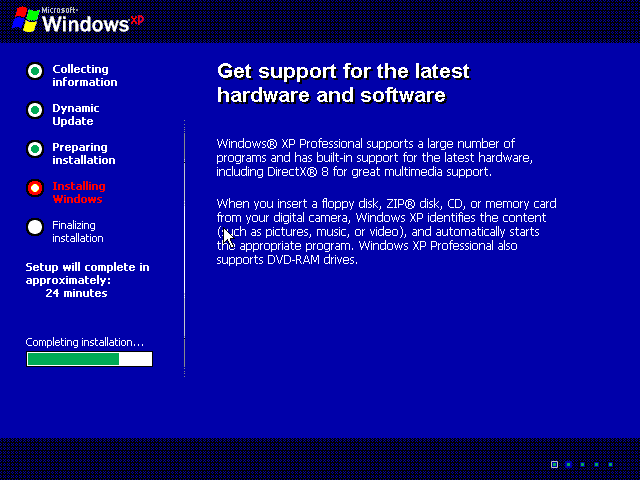 Microsoft®
Windows xp
Collecting
information
Dynamic
Update
Preparing
installation
Installing
Windows
Finalizing
installation
Setup will complete in
approximately:
24 minutes
Completing installation...
Get support for the latest
hardware and software
Windows® XP Professional supports a large number of
programs and has built-in support for the latest hardware,
including DirectX® 8 for great multimedia support.
When you insert a floppy disk, ZIP® disk, CD, or memory card
from your digital camera, Windows XP identifies the content
(such as pictures, music, or video), and automatically starts
the appropriate program. Windows XP Professional also
supports DVD-RAM drives.